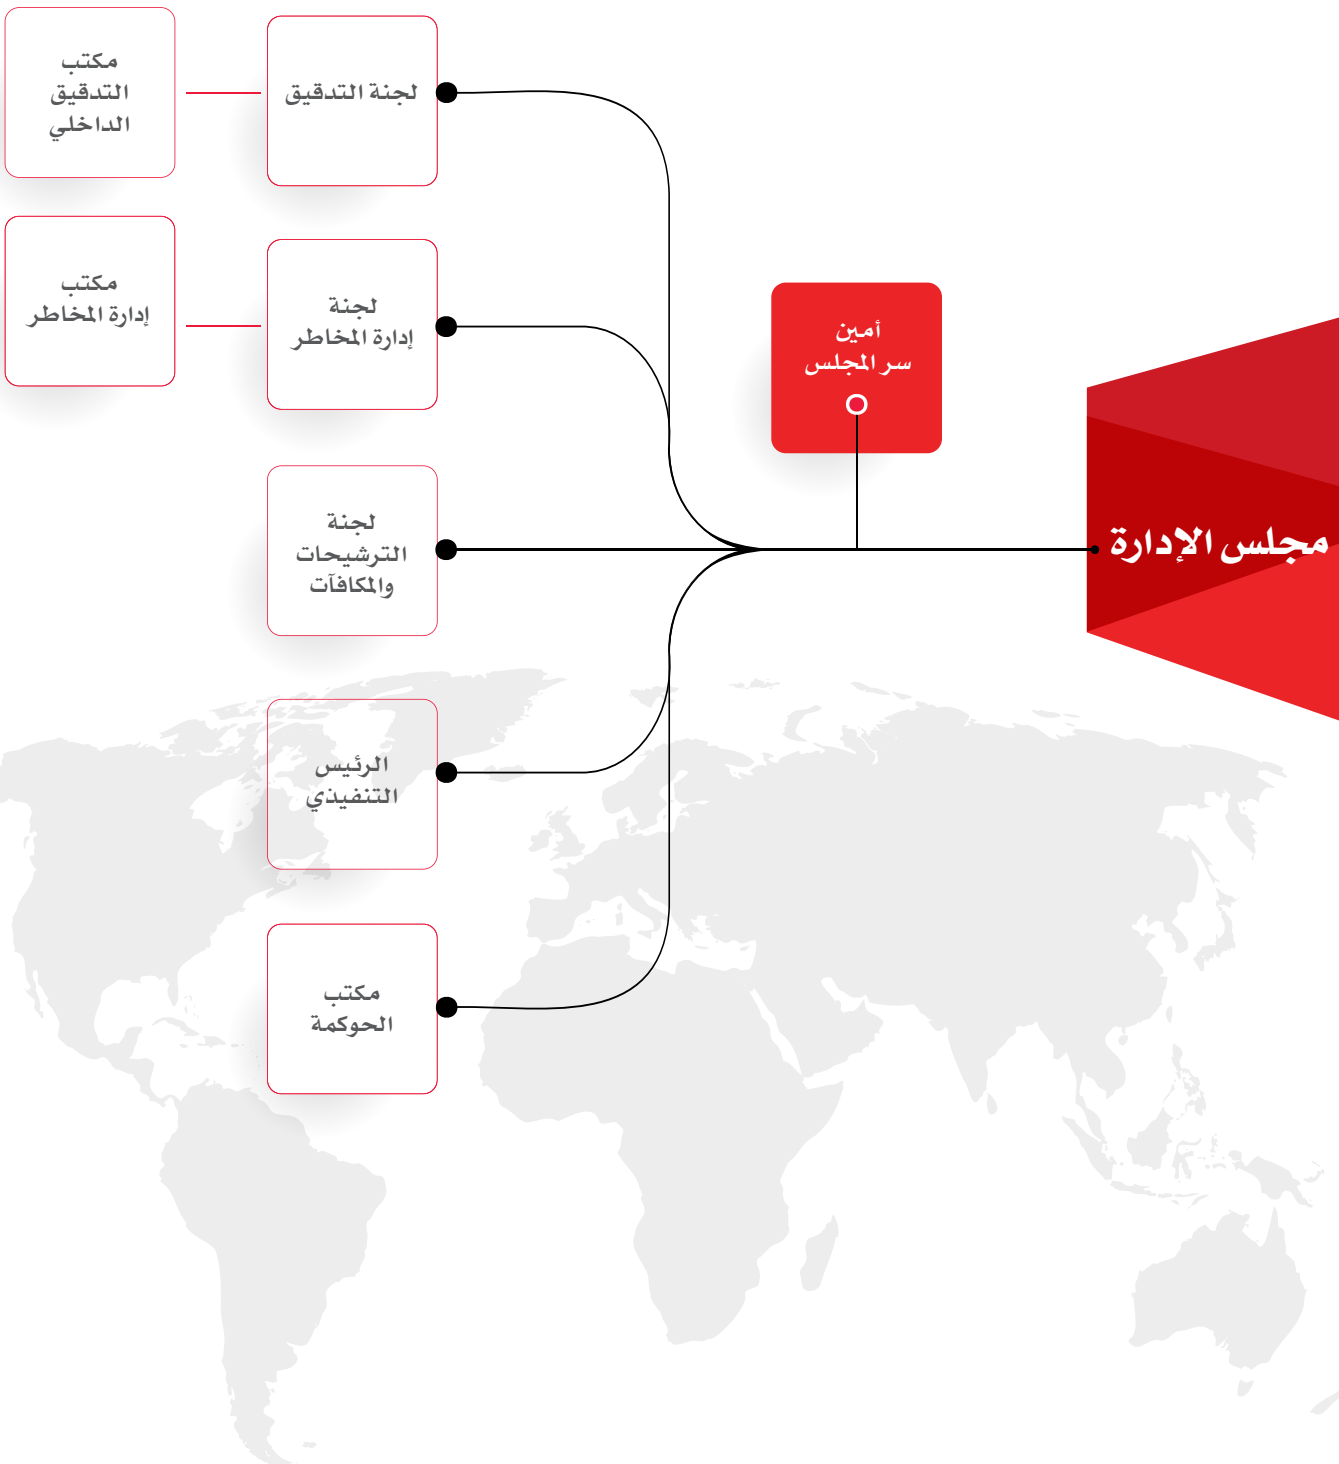 مجلس الإدارة
أمين
سر المجلس
لجنة التدقيق
مكتب
التدقيق
الداخلي
لجنة
إدارة المخاطر
مكتب
إدارة المخاطر
لجنة
الترشيحات
والمكافآت
الرئيس
التنفيذي
مكتب
الحوكمة